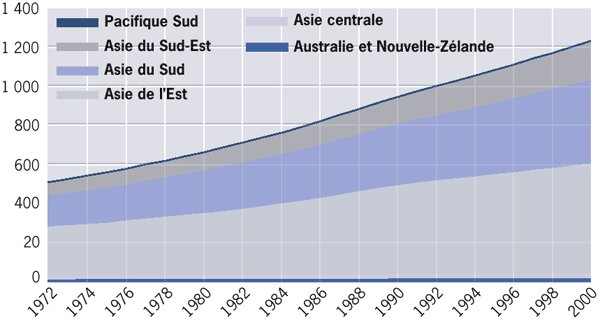 1 400
1 200
1 000
800
600
400
20
0
Pacifique Sud
Asie du Sud-Est
Asie du Sud
Asie de l'Est
Asie centrale
Australie et Nouvelle-Zélande
1972 1974 1976 1978 1980 1982 1984 1986 1988 1990 1992 1994 1996 1998 2000